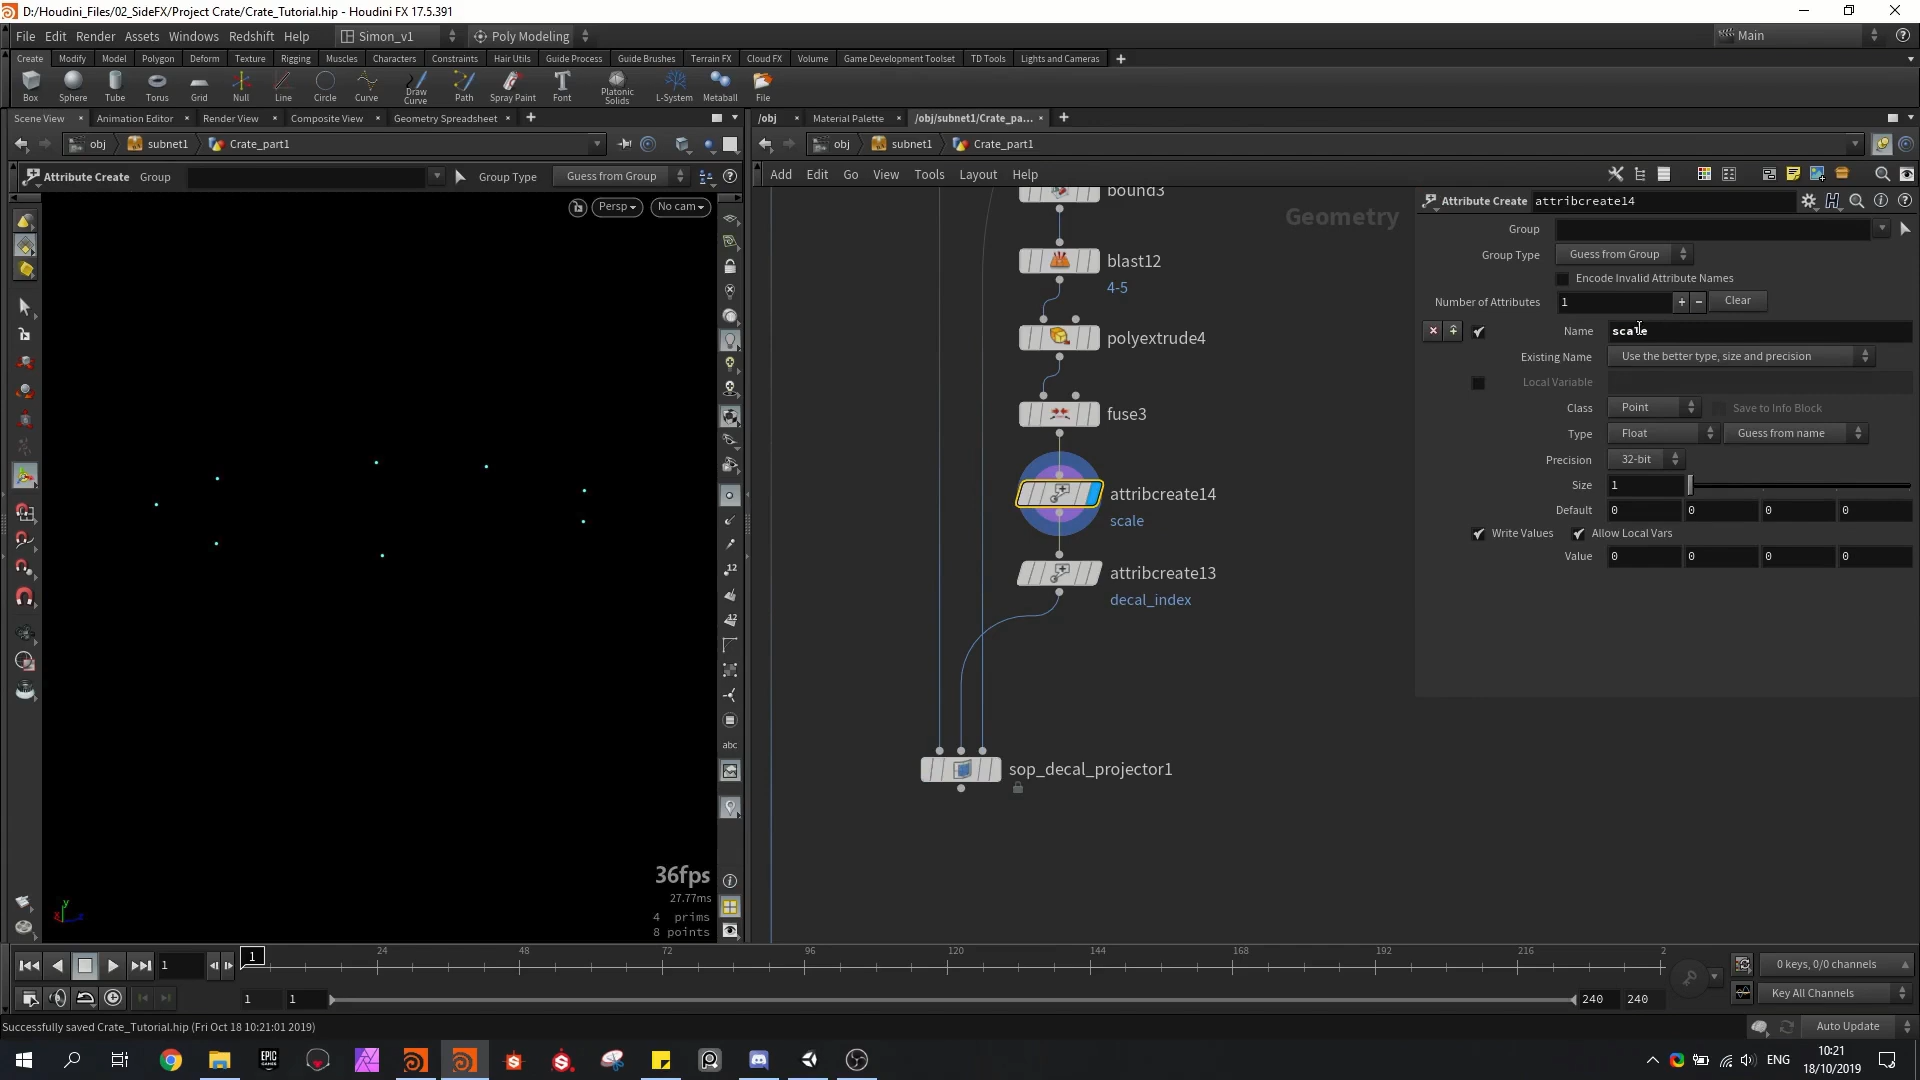 D:/Houdini_Files/02_SideFX/Project Crate/Crate_Tutorial.hip - Houdini FX 17.5.391
File Edit Render Assets Windows Redshift Help Simon_v1 Poly Modeling Main
Create Modify Model Polygon Deform Texture Rigging Muscles Characters Constraints Hair Utils Guide Process Guide Brushes Terrain FX Cloud FX Volume Game Development Toolset TD Tools Lights and Cameras
Box Sphere Tube Torus Grid Null Line Circle Curve Draw Curve Path Spray Paint Font Platonic Solids L-System Metaball File
Scene View Animation Editor Render View Composite View Geometry Spreadsheet
obj subnet1 Crate_part1
Attribute Create Group Group Type Guess from Group
Persp No cam
12
12
abc
36fps
27.77ms
4 prims
8 points
y
x z
/obj Material Palette /obj/subnet1/Crate_pa...
obj subnet1 Crate_part1
Add Edit Go View Tools Layout Help
Geometry
bound3
blast12
4-5
polyextrude4
fuse3
attribcreate14
scale
attribcreate13
decal_index
sop_decal_projector1
Attribute Create attribcreate14
Group
Group Type Guess from Group
Encode Invalid Attribute Names
Number of Attributes 1 + − Clear
Name scale
Existing Name Use the better type, size and precision
Local Variable
Class Point Save to Info Block
Type Float Guess from name
Precision 32-bit
Size 1
Default 0 0 0 0
Write Values Allow Local Vars
Value 0 0 0 0
1 24 48 72 96 120 144 168 192 216 2
1
1 1 240 240
0 keys, 0/0 channels
Key All Channels
Successfully saved Crate_Tutorial.hip (Fri Oct 18 10:21:01 2019)
Auto Update
EPIC GAMES
ENG
10:21
18/10/2019